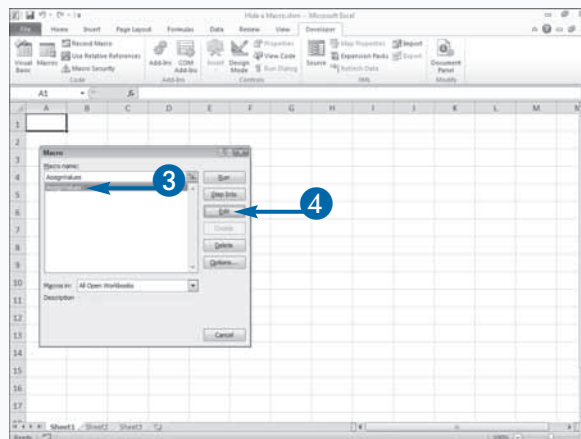 Hide a Macro.xlsm - Microsoft Excel
File Home Insert Page Layout Formulas Data Review View Developer
Visual Basic
Macros
Record Macro
Use Relative References
Macro Security
Code
Add-Ins
COM Add-Ins
Add-Ins
Insert
Design Mode
Properties
View Code
Run Dialog
Controls
Source
Map Properties
Expansion Packs
Refresh Data
Import
Export
XML
Document Panel
Modify
A1
fx
A B C D E F G H I J K L M N
1
2
3
4
5
6
7
8
9
10
11
12
13
14
15
16
17
Macro
Macro name:
AssignValues
AssignValues
Run
Step Into
Edit
Create
Delete
Options...
Macros in: All Open Workbooks
Description
Cancel
3
4
Sheet1 Sheet2 Sheet3
Ready
100%